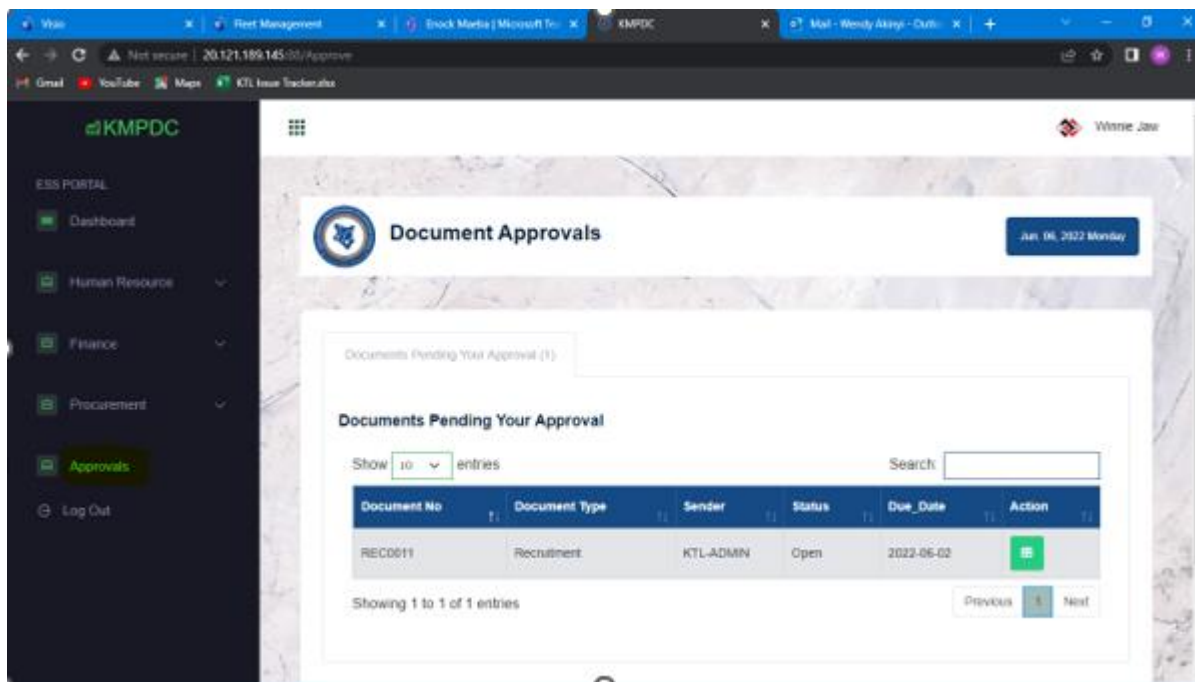 Vrao
Fleet Management
KMPDC
Mail - Wendy Akinyi - Outlo
Not secure | 20.121.189.145
/Approve
Gmail
YouTube
Maps
KTL Issue Tracker.xlsx
KMPDC
Winnie Jaw
ESS PORTAL
Dashboard
Human Resource
Finance
Procurement
Approvals
Log Out
Document Approvals
Jun, 06, 2022 Monday
Documents Pending Your Approval (1)
Documents Pending Your Approval
Show 10 entries
Search:
Document No Document Type Sender Status Due_Date Action
REC0011 Recruitment KTL-ADMIN Open 2022-06-02
Showing 1 to 1 of 1 entries
Previous 1 Next